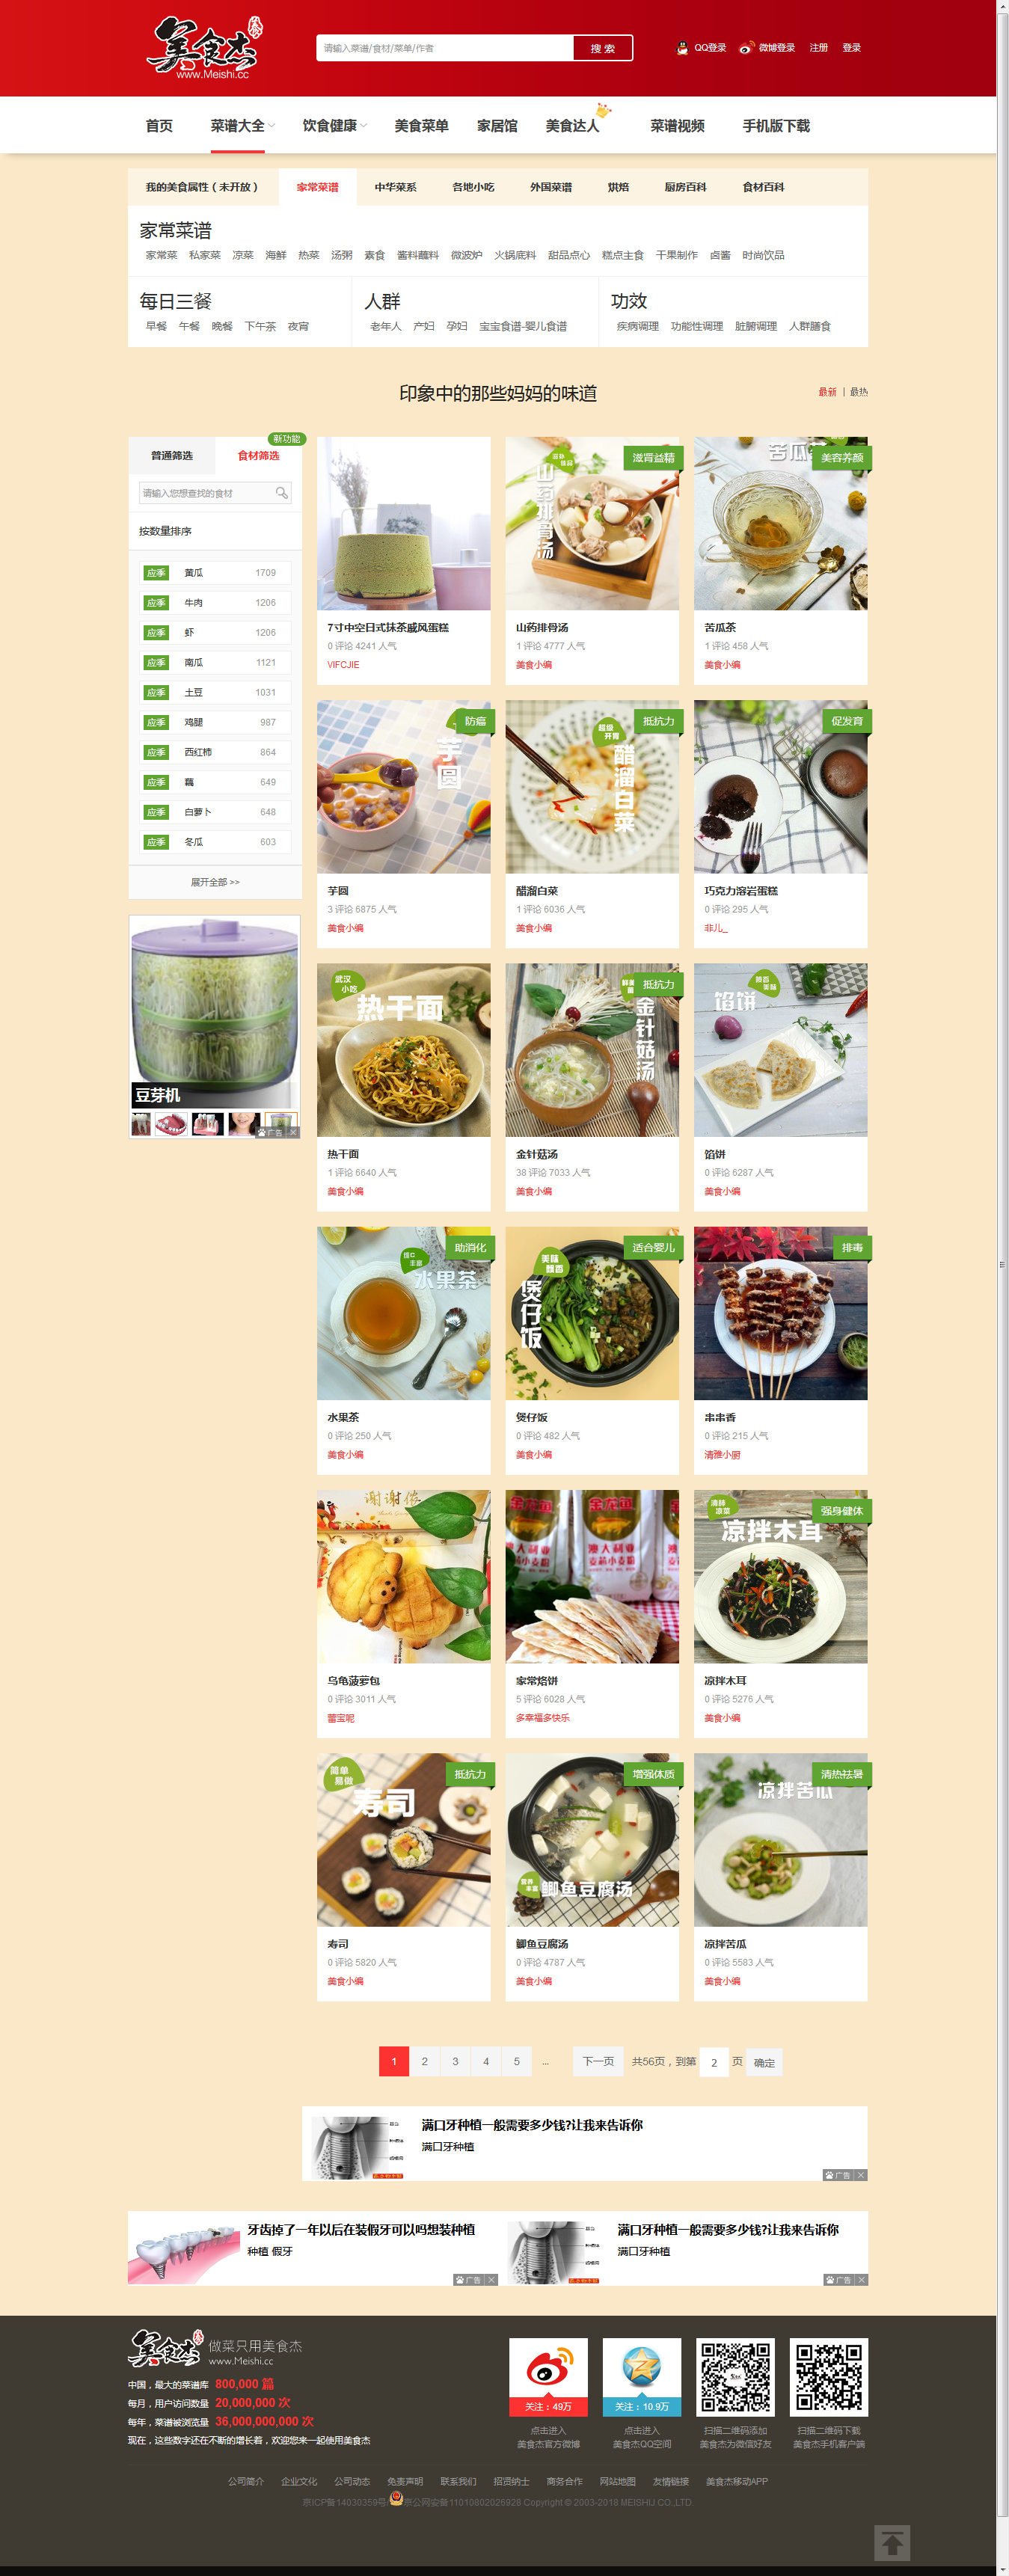 美食杰
www.Meishi.cc
请输入菜谱/食材/菜单/作者
搜 索
QQ登录 微博登录 注册 登录
首页 菜谱大全 饮食健康 美食菜单 家居馆 美食达人 菜谱视频 手机版下载
我的美食属性（未开放） 家常菜谱 中华菜系 各地小吃 外国菜谱 烘焙 厨房百科 食材百科
家常菜谱
家常菜 私家菜 凉菜 海鲜 热菜 汤粥 素食 酱料蘸料 微波炉 火锅底料 甜品点心 糕点主食 干果制作 卤酱 时尚饮品
每日三餐
早餐 午餐 晚餐 下午茶 夜宵
人群
老年人 产妇 孕妇 宝宝食谱-婴儿食谱
功效
疾病调理 功能性调理 脏腑调理 人群膳食
印象中的那些妈妈的味道
最新 | 最热
新功能
普通筛选 食材筛选
请输入您想查找的食材
按数量排序
应季 黄瓜 1709
应季 牛肉 1206
应季 虾 1206
应季 南瓜 1121
应季 土豆 1031
应季 鸡腿 987
应季 西红柿 864
应季 藕 649
应季 白萝卜 648
应季 冬瓜 603
展开全部 >>
豆芽机
广告
滋肾益精
山药排骨汤
苦瓜茶
美容养颜
7寸中空日式抹茶戚风蛋糕
0 评论 4241 人气
VIFCJIE
山药排骨汤
1 评论 4777 人气
美食小编
苦瓜茶
1 评论 458 人气
美食小编
防癌
芋圆
抵抗力
超级开胃
醋溜白菜
促发育
芋圆
3 评论 6875 人气
美食小编
醋溜白菜
1 评论 6036 人气
美食小编
巧克力溶岩蛋糕
0 评论 295 人气
非儿_
武汉小吃
热干面
抵抗力
金针菇汤
馅饼
热干面
1 评论 6640 人气
美食小编
金针菇汤
38 评论 7033 人气
美食小编
馅饼
0 评论 6287 人气
美食小编
助消化
水果茶
适合婴儿
美味飘香
煲仔饭
排毒
水果茶
0 评论 250 人气
美食小编
煲仔饭
0 评论 482 人气
美食小编
串串香
0 评论 215 人气
清雅小厨
谢谢俊
金龙鱼
澳大利亚
麦芯小麦粉
强身健体
凉拌木耳
乌龟菠萝包
0 评论 3011 人气
蕾宝呢
家常烙饼
5 评论 6028 人气
多幸福多快乐
凉拌木耳
0 评论 5276 人气
美食小编
抵抗力
简单易做
寿司
增强体质
鲫鱼豆腐汤
清热祛暑
凉拌苦瓜
寿司
0 评论 5820 人气
美食小编
鲫鱼豆腐汤
0 评论 4787 人气
美食小编
凉拌苦瓜
0 评论 5583 人气
美食小编
1 2 3 4 5 ... 下一页 共56页，到第 2 页 确定
满口牙种植一般需要多少钱?让我来告诉你
满口牙种植
广告
牙齿掉了一年以后在装假牙可以吗想装种植
种植 假牙
广告
满口牙种植一般需要多少钱?让我来告诉你
满口牙种植
广告
美食杰 做菜只用美食杰
www.Meishi.cc
中国，最大的菜谱库 800,000 篇
每月，用户访问数量 20,000,000 次
每年，菜谱被浏览量 36,000,000,000 次
现在，这些数字还在不断的增长着，欢迎您来一起使用美食杰
关注：49万
点击进入
美食杰官方微博
关注：10.9万
点击进入
美食杰QQ空间
扫描二维码添加
美食杰为微信好友
扫描二维码下载
美食杰手机客户端
公司简介 企业文化 公司动态 免责声明 联系我们 招贤纳士 商务合作 网站地图 友情链接 美食杰移动APP
京ICP备14030359号 京公网安备11010802026928 Copyright © 2003-2018 MEISHIJ CO.,LTD.